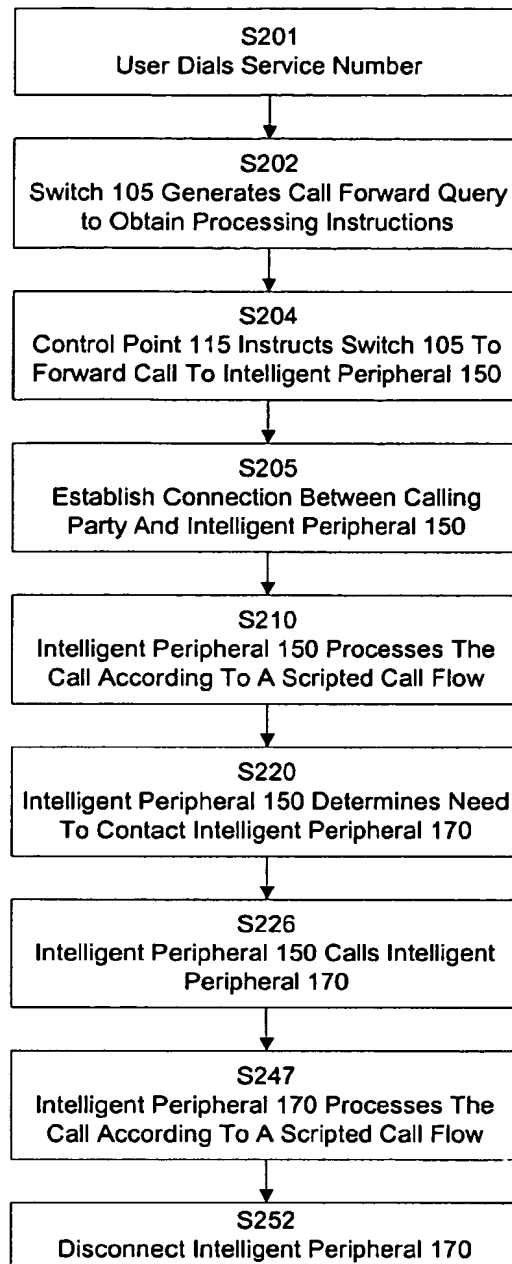 S201
User Dials Service Number
S202
Switch 105 Generates Call Forward Query
to Obtain Processing Instructions
S204
Control Point 115 Instructs Switch 105 To
Forward Call To Intelligent Peripheral 150
S205
Establish Connection Between Calling
Party And Intelligent Peripheral 150
S210
Intelligent Peripheral 150 Processes The
Call According To A Scripted Call Flow
S220
Intelligent Peripheral 150 Determines Need
To Contact Intelligent Peripheral 170
S226
Intelligent Peripheral 150 Calls Intelligent
Peripheral 170
S247
Intelligent Peripheral 170 Processes The
Call According To A Scripted Call Flow
S252
Disconnect Intelligent Peripheral 170